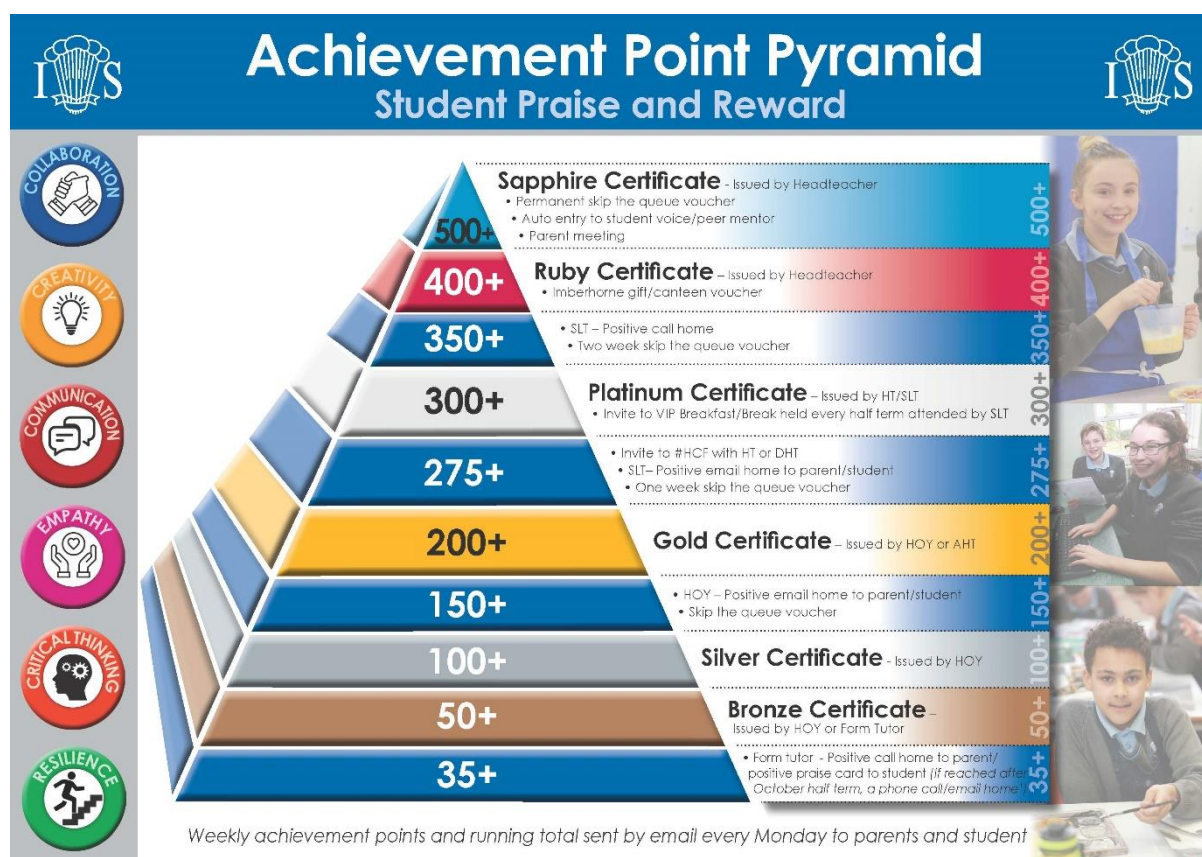 Achievement Point Pyramid
Student Praise and Reward
I S
I S
COLLABORATION
CREATIVITY
COMMUNICATION
EMPATHY
CRITICAL THINKING
RESILIENCE
500+
Sapphire Certificate - Issued by Headteacher
• Permanent skip the queue voucher
• Auto entry to student voice/peer mentor
• Parent meeting
500+
400+
Ruby Certificate – Issued by Headteacher
• Imberhorne gift/canteen voucher
400+
350+
• SLT – Positive call home
• Two week skip the queue voucher
350+
300+
Platinum Certificate – Issued by HT/SLT
• Invite to VIP Breakfast/Break held every half term attended by SLT
300+
275+
• Invite to #HCF with HT or DHT
• SLT– Positive email home to parent/student
• One week skip the queue voucher
275+
200+
Gold Certificate – Issued by HOY or AHT
200+
150+
• HOY – Positive email home to parent/student
• Skip the queue voucher
150+
100+
Silver Certificate - Issued by HOY
100+
50+
Bronze Certificate –
Issued by HOY or Form Tutor
50+
35+
• Form tutor - Positive call home to parent/
positive praise card to student (if reached after
October half term, a phone call/email home*)
35+
Weekly achievement points and running total sent by email every Monday to parents and student